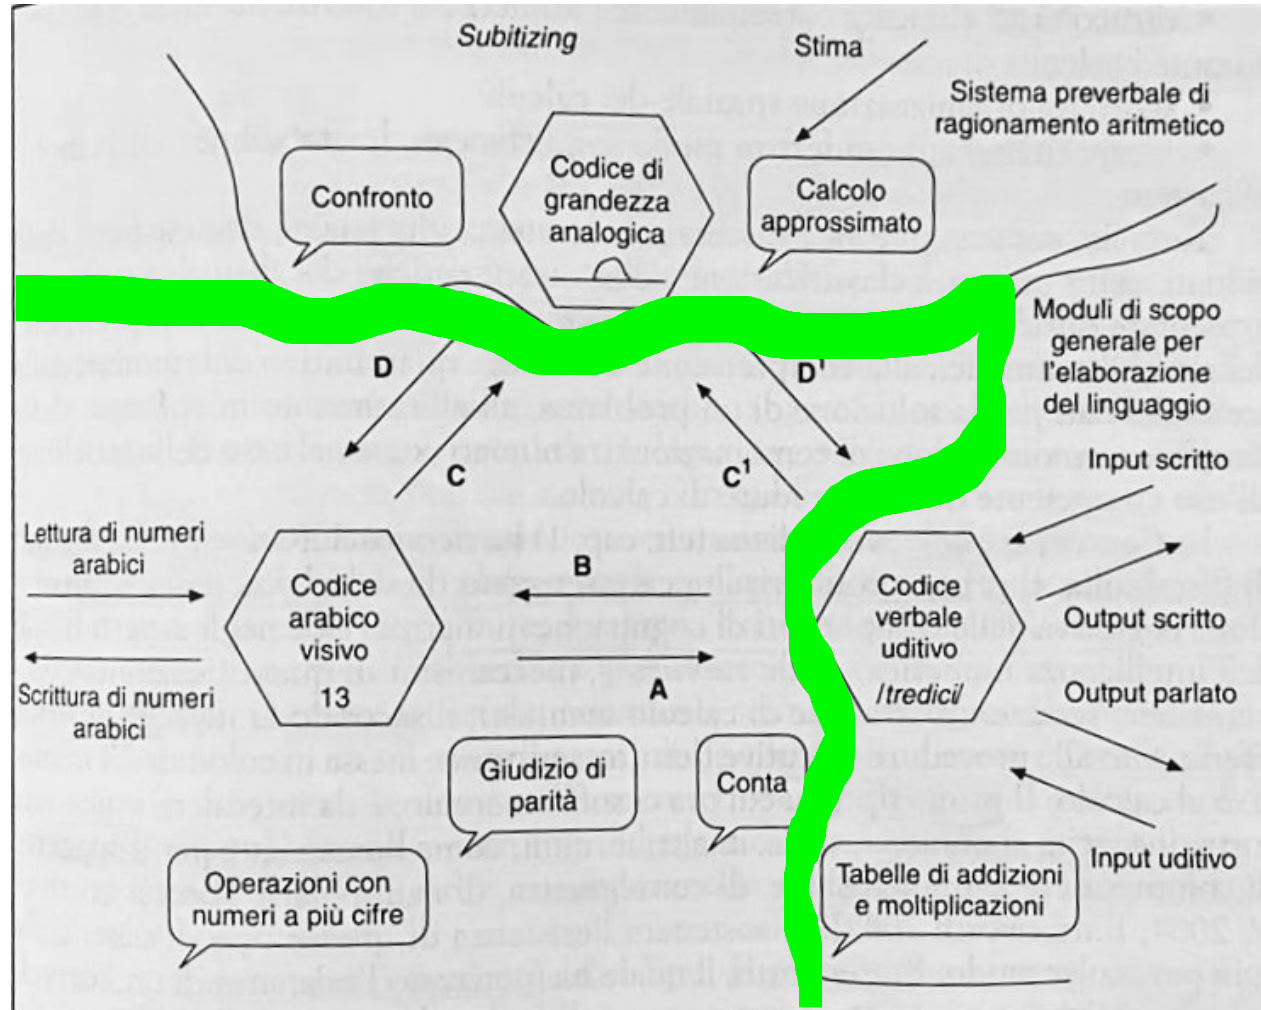 Subitizing
Stima
Sistema preverbale di
ragionamento aritmetico
Confronto
Codice di
grandezza
analogica
Calcolo
approssimato
Moduli di scopo
generale per
l'elaborazione
del linguaggio
D
D'
C
C¹
Input scritto
Lettura di numeri
arabici
B
Codice
arabico
visivo
13
Codice
verbale
uditivo
/tredici/
Output scritto
A
Scrittura di numeri
arabici
Output parlato
Giudizio di
parità
Conta
Input uditivo
Operazioni con
numeri a più cifre
Tabelle di addizioni
e moltiplicazioni